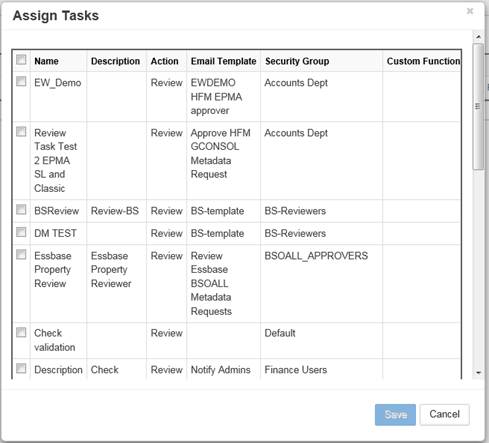 Assign Tasks
×
Name Description Action Email Template Security Group Custom Function
EW_Demo Review EWDEMO Accounts Dept
HFM EPMA
approver
Review Review Approve HFM Accounts Dept
Task Test GCONSOL
2 EPMA Metadata
SL and Request
Classic
BSReview Review-BS Review BS-template BS-Reviewers
DM TEST Review BS-template BS-Reviewers
Essbase Essbase Review Review BSOALL_APPROVERS
Property Property Essbase
Review Reviewer BSOALL
Metadata
Requests
Check Review Default
validation
Description Check Review Notify Admins Finance Users
Save Cancel